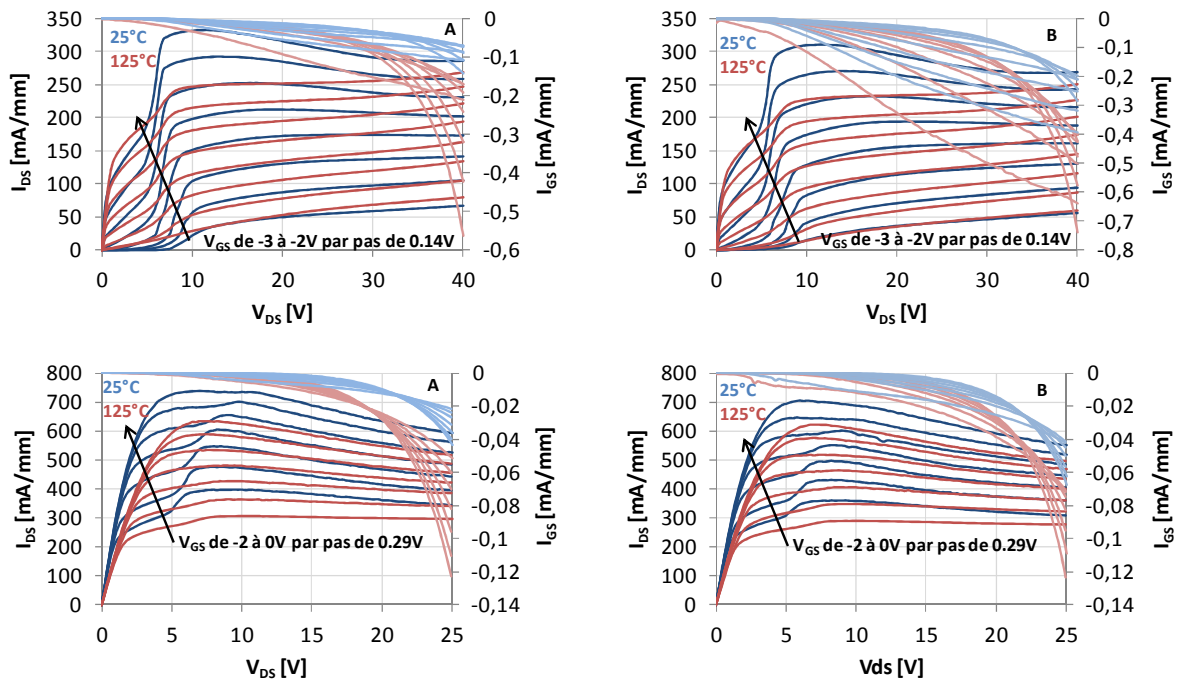 350
300
250
200
150
100
50
0
I_DS [mA/mm]
25°C
125°C
A
V_GS de -3 à -2V par pas de 0.14V
0
-0,1
-0,2
-0,3
-0,4
-0,5
-0,6
I_GS [mA/mm]
0 10 20 30 40
V_DS [V]
350
300
250
200
150
100
50
0
I_DS [mA/mm]
25°C
125°C
B
V_GS de -3 à -2V par pas de 0.14V
0
-0,1
-0,2
-0,3
-0,4
-0,5
-0,6
-0,7
-0,8
I_GS [mA/mm]
0 10 20 30 40
V_DS [V]
800
700
600
500
400
300
200
100
0
I_DS [mA/mm]
25°C
125°C
A
V_GS de -2 à 0V par pas de 0.29V
0
-0,02
-0,04
-0,06
-0,08
-0,1
-0,12
-0,14
I_GS [mA/mm]
0 5 10 15 20 25
V_DS [V]
800
700
600
500
400
300
200
100
0
I_DS [mA/mm]
25°C
125°C
B
V_GS de -2 à 0V par pas de 0.29V
0
-0,02
-0,04
-0,06
-0,08
-0,1
-0,12
-0,14
I_GS [mA/mm]
0 5 10 15 20 25
Vds [V]